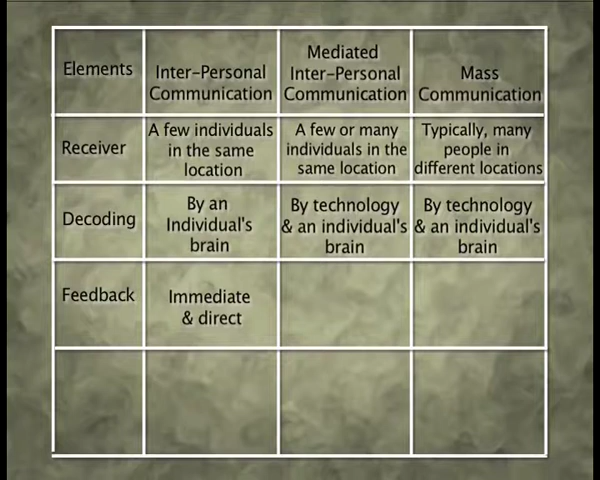 Elements
Inter-Personal
Communication
Mediated
Inter-Personal
Communication
Mass
Communication
Receiver
A few individuals
in the same
location
A few or many
individuals in the
same location
Typically, many
people in
different locations
Decoding
By an
Individual's
brain
By technology
& an individual's
brain
By technology
& an individual's
brain
Feedback
Immediate
& direct